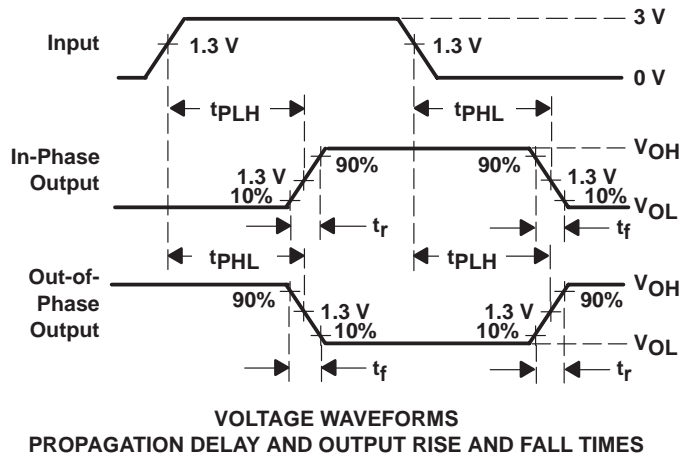 3 V
Input
1.3 V
1.3 V
0 V
tPLH
tPHL
In-Phase
Output
VOH
90%
90%
1.3 V
1.3 V
10%
10%
VOL
tr
tf
tPHL
tPLH
Out-of-
Phase
Output
VOH
90%
90%
1.3 V
1.3 V
10%
10%
VOL
tf
tr
VOLTAGE WAVEFORMS
PROPAGATION DELAY AND OUTPUT RISE AND FALL TIMES